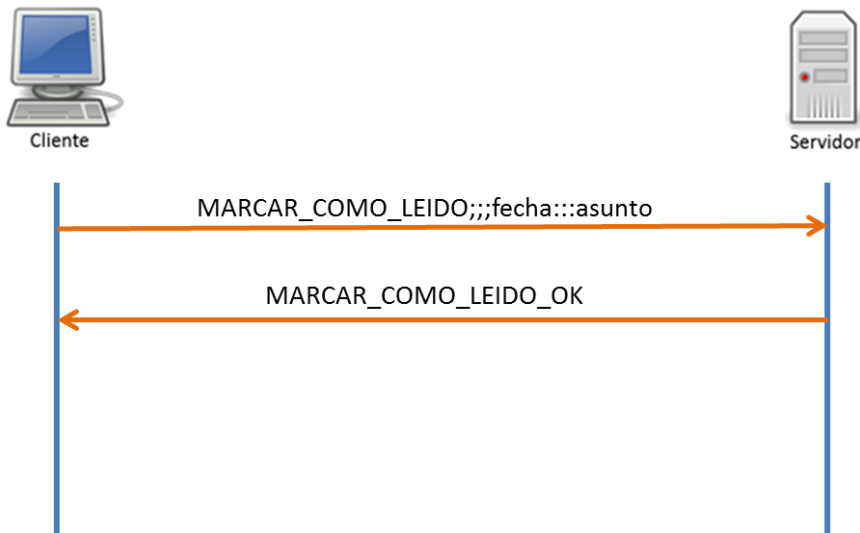 Cliente
Servidor
MARCAR_COMO_LEIDO;;;fecha:::asunto
MARCAR_COMO_LEIDO_OK